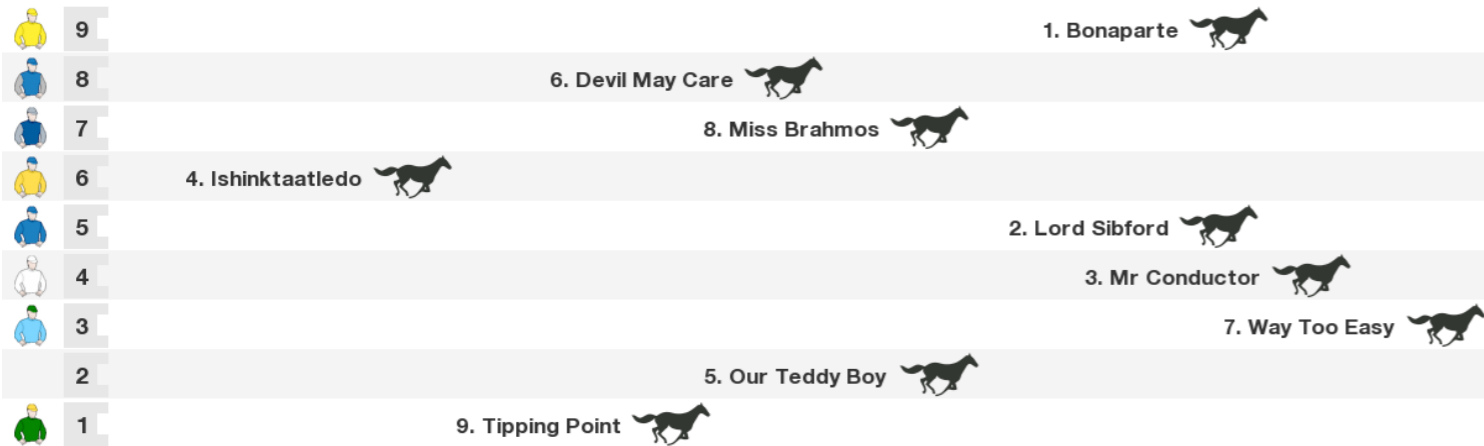 9 1. Bonaparte
8 6. Devil May Care
7 8. Miss Brahmos
6 4. Ishinktaatledo
5 2. Lord Sibford
4 3. Mr Conductor
3 7. Way Too Easy
2 5. Our Teddy Boy
1 9. Tipping Point